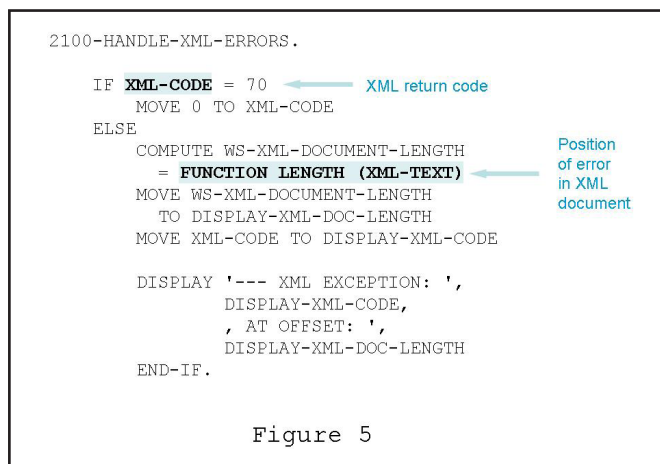 2100-HANDLE-XML-ERRORS.
IF XML-CODE = 70
XML return code
MOVE 0 TO XML-CODE
ELSE
COMPUTE WS-XML-DOCUMENT-LENGTH
= FUNCTION LENGTH (XML-TEXT)
Position
of error
in XML
document
MOVE WS-XML-DOCUMENT-LENGTH
TO DISPLAY-XML-DOC-LENGTH
MOVE XML-CODE TO DISPLAY-XML-CODE
DISPLAY '--- XML EXCEPTION: ',
DISPLAY-XML-CODE,
, AT OFFSET: ',
DISPLAY-XML-DOC-LENGTH
END-IF.
Figure 5